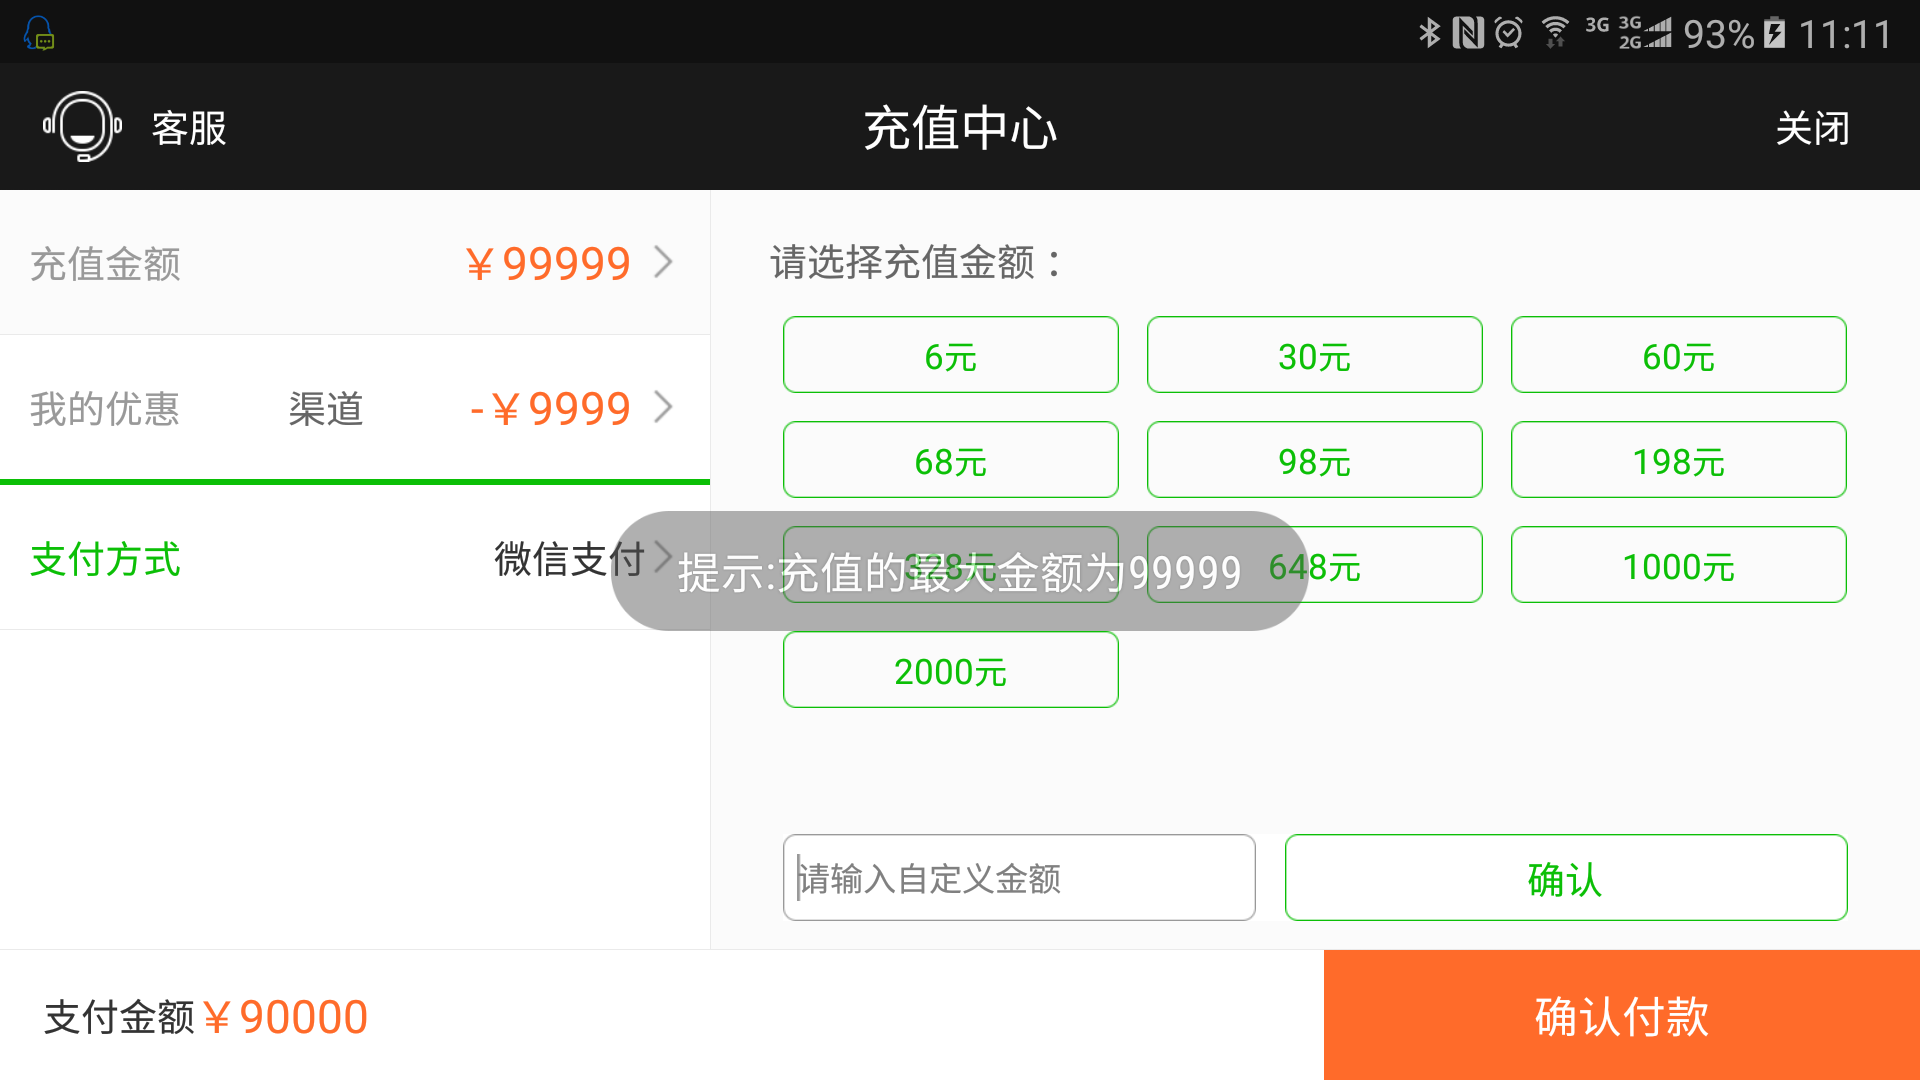 3G 3G 2G 93% 11:11
客服 充值中心 关闭
充值金额 ￥99999
请选择充值金额：
6元 30元 60元
我的优惠 渠道 -￥9999
68元 98元 198元
支付方式 微信支付
328元 648元 1000元
提示:充值的最大金额为99999
2000元
请输入自定义金额 确认
支付金额￥90000 确认付款